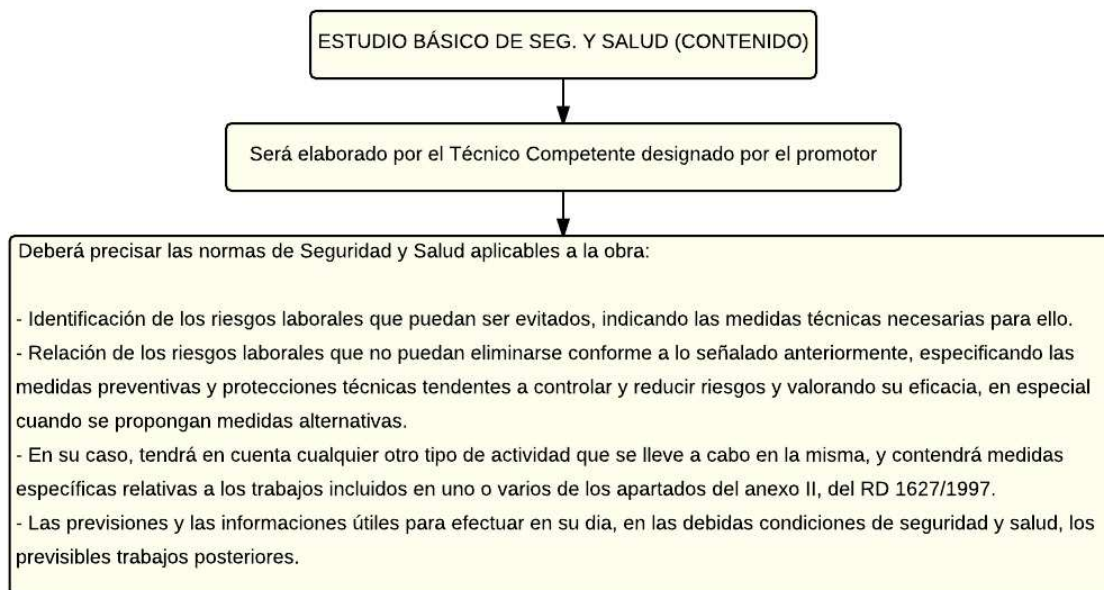 ESTUDIO BÁSICO DE SEG. Y SALUD (CONTENIDO)
Será elaborado por el Técnico Competente designado por el promotor
Deberá precisar las normas de Seguridad y Salud aplicables a la obra:
- Identificación de los riesgos laborales que puedan ser evitados, indicando las medidas técnicas necesarias para ello.
- Relación de los riesgos laborales que no puedan eliminarse conforme a lo señalado anteriormente, especificando las
medidas preventivas y protecciones técnicas tendentes a controlar y reducir riesgos y valorando su eficacia, en especial
cuando se propongan medidas alternativas.
- En su caso, tendrá en cuenta cualquier otro tipo de actividad que se lleve a cabo en la misma, y contendrá medidas
específicas relativas a los trabajos incluidos en uno o varios de los apartados del anexo II, del RD 1627/1997.
- Las previsiones y las informaciones útiles para efectuar en su dia, en las debidas condiciones de seguridad y salud, los
previsibles trabajos posteriores.